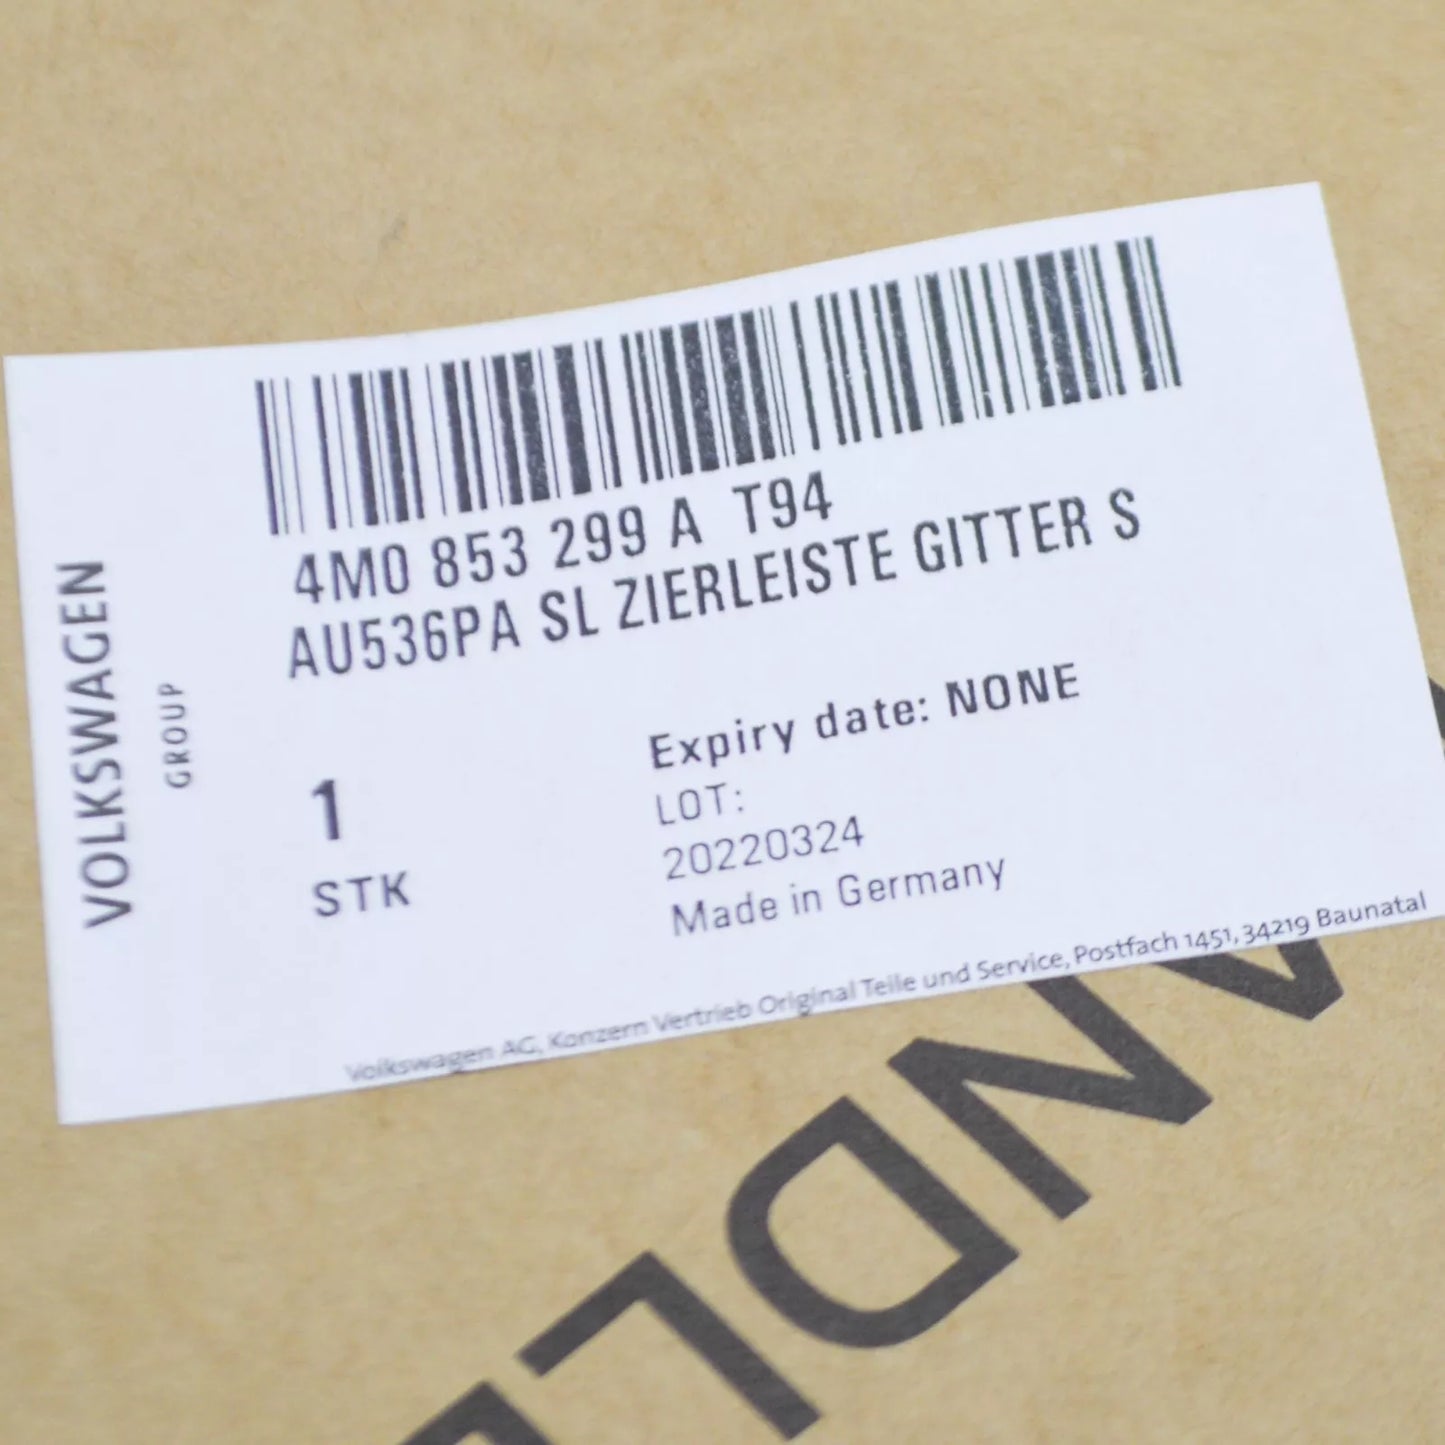 VOLKSWAGEN
GROUP
4M0 853 299 A T94
AU536PA SL ZIERLEISTE GITTER S
1
STK
Expiry date: NONE
LOT:
20220324
Made in Germany
Volkswagen AG, Konzern Vertrieb Original Teile und Service, Postfach 1451, 34219 Baunatal